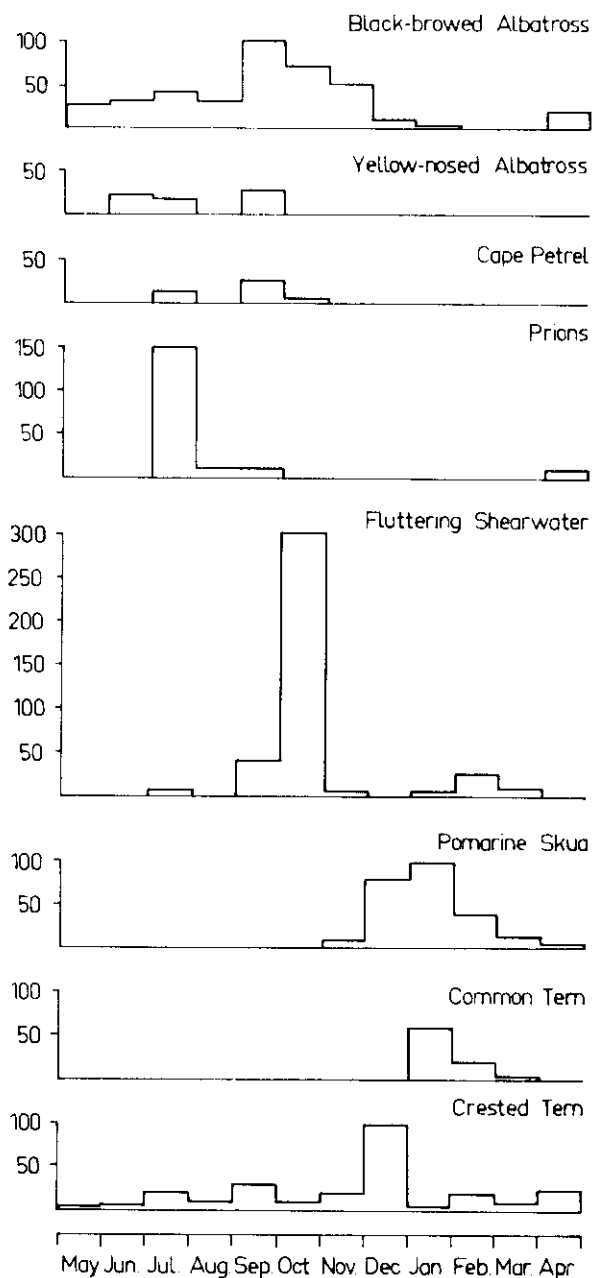 Black-browed Albatross
100
50
Yellow-nosed Albatross
50
Cape Petrel
50
Prions
150
100
50
Fluttering Shearwater
300
250
200
150
100
50
Pomarine Skua
100
50
Common Tern
100
50
Crested Tern
100
50
May Jun. Jul. Aug. Sep. Oct Nov. Dec Jan Feb. Mar. Apr